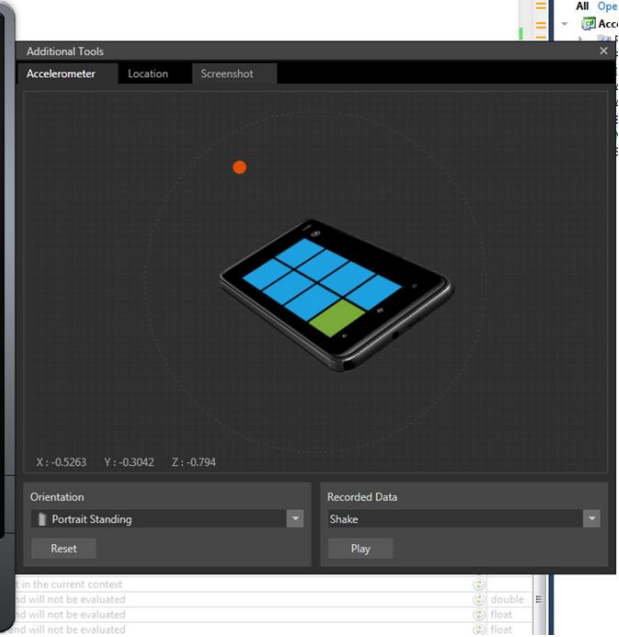 All Ope
Acce
Additional Tools
Accelerometer Location Screenshot
X : -0.5263 Y : -0.3042 Z : -0.794
Orientation Recorded Data
Portrait Standing Shake
Reset Play
t in the current context
nd will not be evaluated double
nd will not be evaluated float
and will not be evaluated float